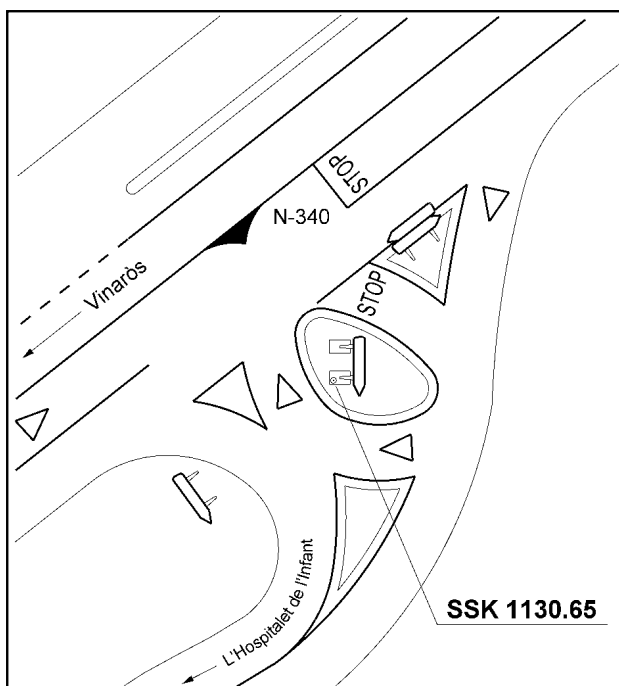 STOP
N-340
Vinaròs
STOP
L'Hospitalet de l'Infant
SSK 1130.65